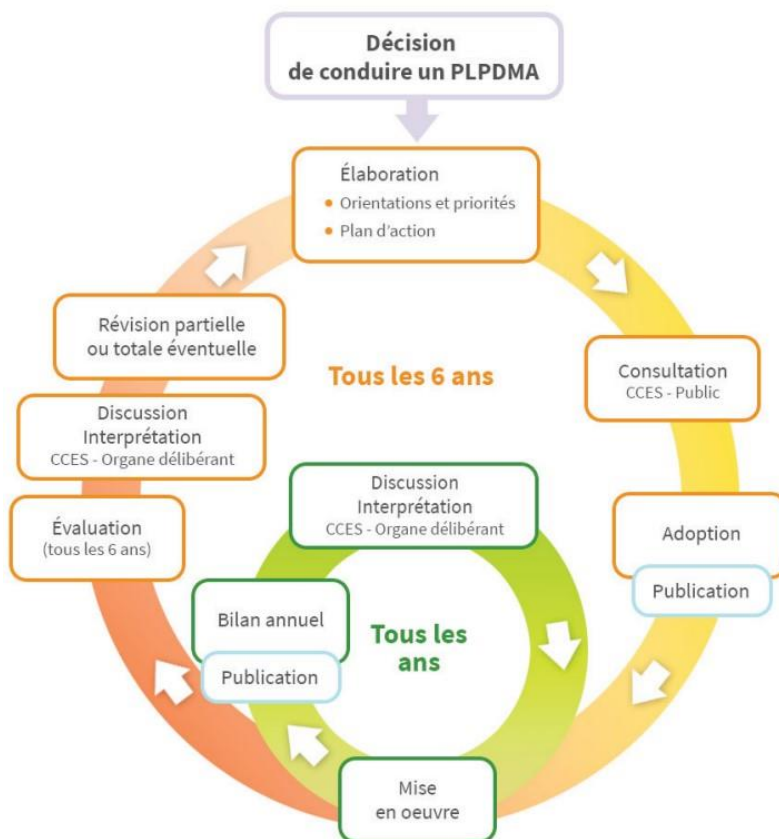 Décision
de conduire un PLPDMA
Élaboration
• Orientations et priorités
• Plan d'action
Consultation
CCES - Public
Adoption
Publication
Mise
en oeuvre
Évaluation
(tous les 6 ans)
Discussion
Interprétation
CCES - Organe délibérant
Révision partielle
ou totale éventuelle
Tous les 6 ans
Discussion
Interprétation
CCES - Organe délibérant
Bilan annuel
Publication
Tous les
ans